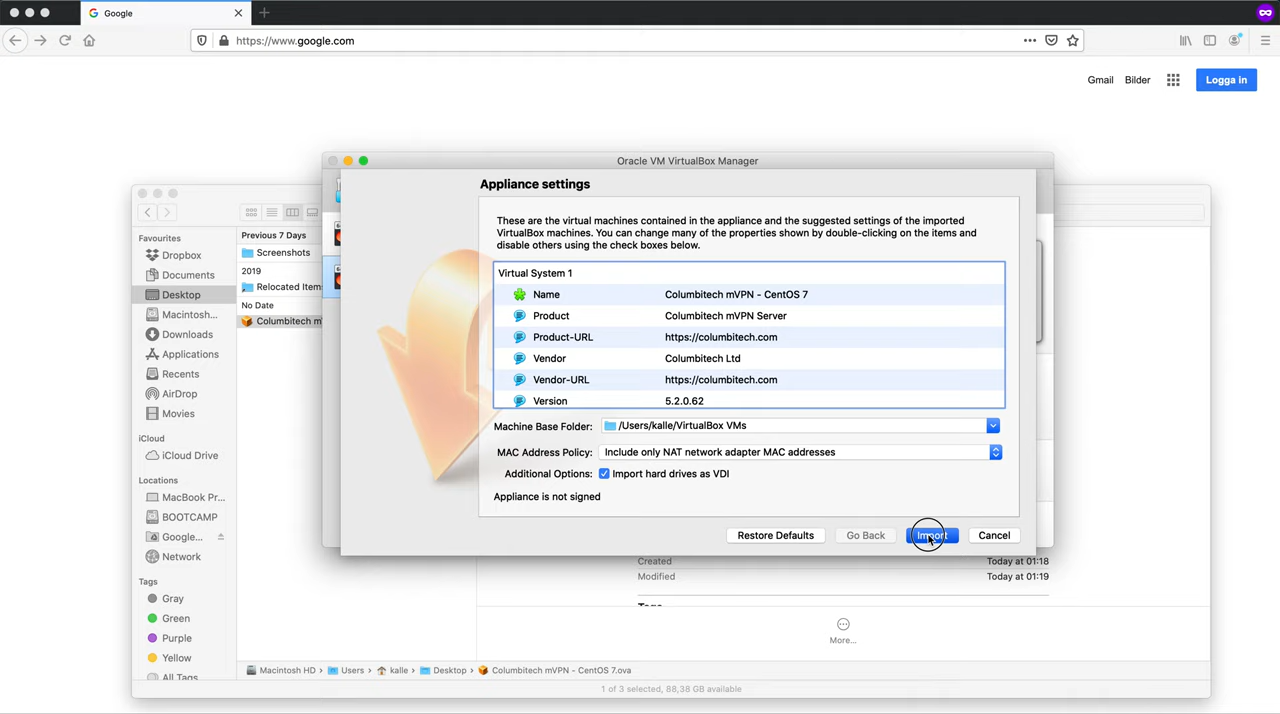 Google
https://www.google.com
Gmail
Bilder
Logga in
Oracle VM VirtualBox Manager
Appliance settings
These are the virtual machines contained in the appliance and the suggested settings of the imported
VirtualBox machines. You can change many of the properties shown by double-clicking on the items and
disable others using the check boxes below.
Virtual System 1
Name Columbitech mVPN - CentOS 7
Product Columbitech mVPN Server
Product-URL https://columbitech.com
Vendor Columbitech Ltd
Vendor-URL https://columbitech.com
Version 5.2.0.62
Machine Base Folder: /Users/kalle/VirtualBox VMs
MAC Address Policy: Include only NAT network adapter MAC addresses
Additional Options: Import hard drives as VDI
Appliance is not signed
Restore Defaults
Go Back
Import
Cancel
Favourites
Dropbox
Documents
Desktop
Macintosh...
Downloads
Applications
Recents
AirDrop
Movies
iCloud
iCloud Drive
Locations
MacBook Pr...
BOOTCAMP
Google...
Network
Tags
Gray
Green
Purple
Yellow
All Tags
Previous 7 Days
Screenshots
2019
Relocated Items
No Date
Columbitech m
Created Today at 01:18
Modified Today at 01:19
Tags
More...
Macintosh HD › Users › kalle › Desktop › Columbitech mVPN - CentOS 7.ova
1 of 3 selected, 88,38 GB available